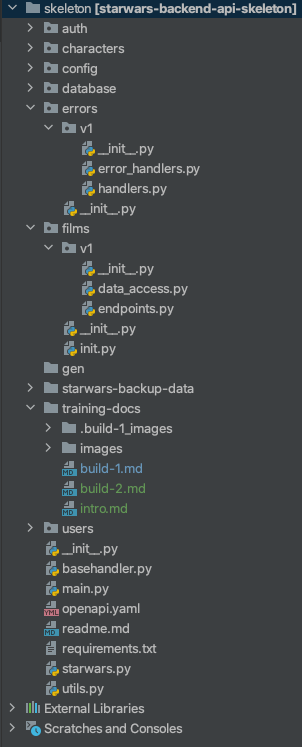 skeleton [starwars-backend-api-skeleton]
auth
characters
config
database
errors
v1
__init__.py
error_handlers.py
handlers.py
__init__.py
films
v1
__init__.py
data_access.py
endpoints.py
__init__.py
init.py
gen
starwars-backup-data
training-docs
.build-1_images
images
MD build-1.md
MD build-2.md
MD intro.md
users
__init__.py
basehandler.py
main.py
YML openapi.yaml
MD readme.md
requirements.txt
starwars.py
utils.py
External Libraries
Scratches and Consoles